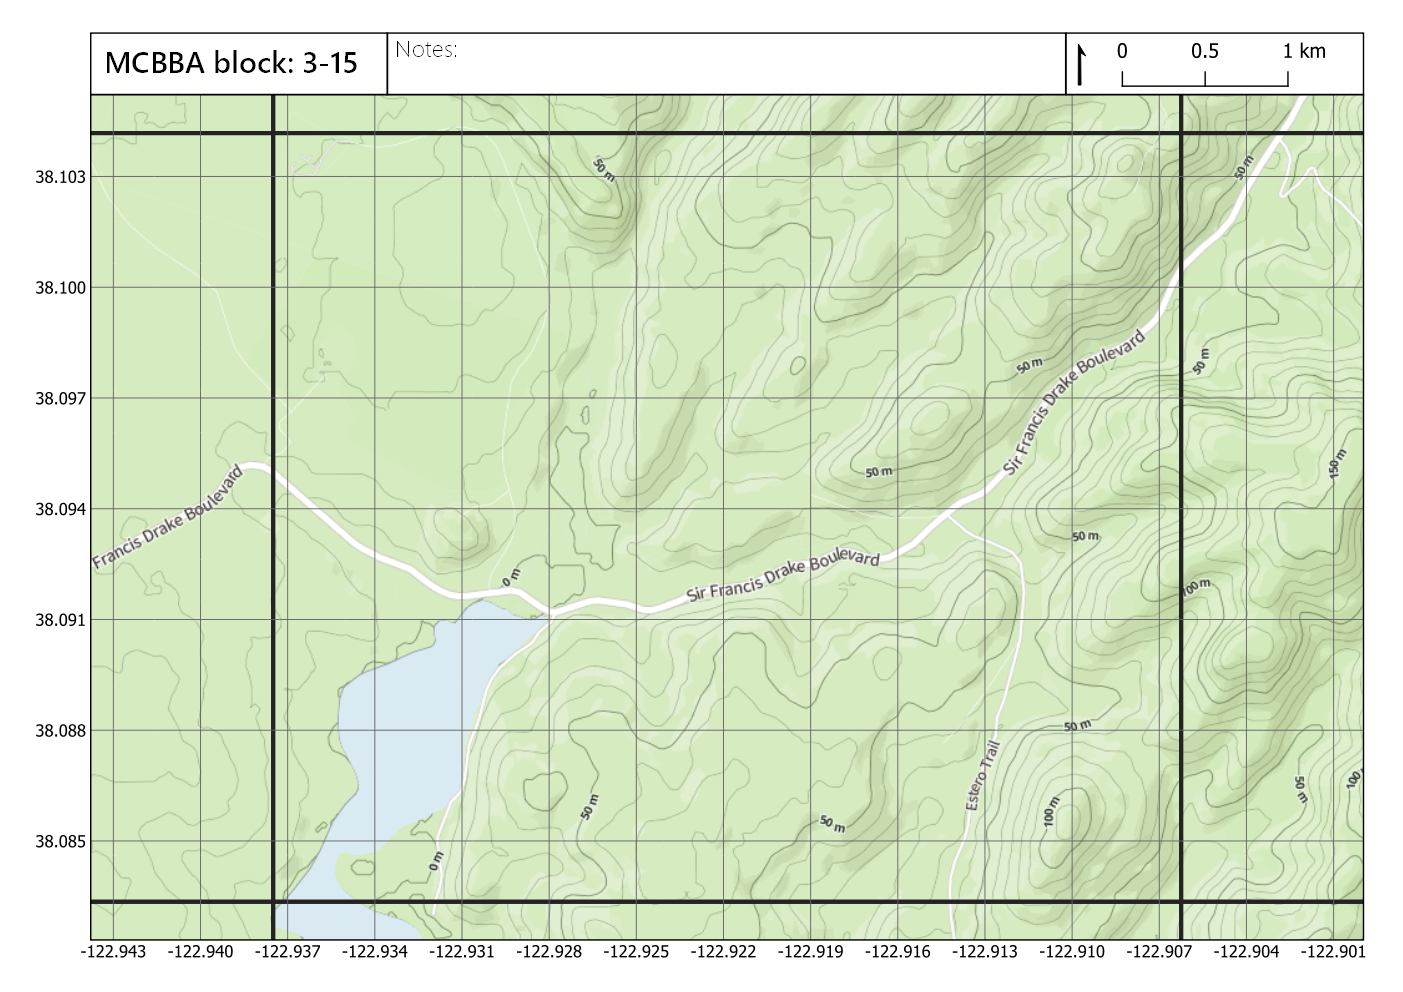 MCBBA block: 3-15
Notes:
0 0.5 1 km
50 m
50 m
38.103
38.100
50 m
50 m
Sir Francis Drake Boulevard
38.097
50 m
150 m
Francis Drake Boulevard
38.094
50 m
Sir Francis Drake Boulevard
0 m
100 m
38.091
50 m
38.088
Estero Trail
50 m
100 m
50 m
100
50 m
38.085
0 m
-122.943 -122.940 -122.937 -122.934 -122.931 -122.928 -122.925 -122.922 -122.919 -122.916 -122.913 -122.910 -122.907 -122.904 -122.901